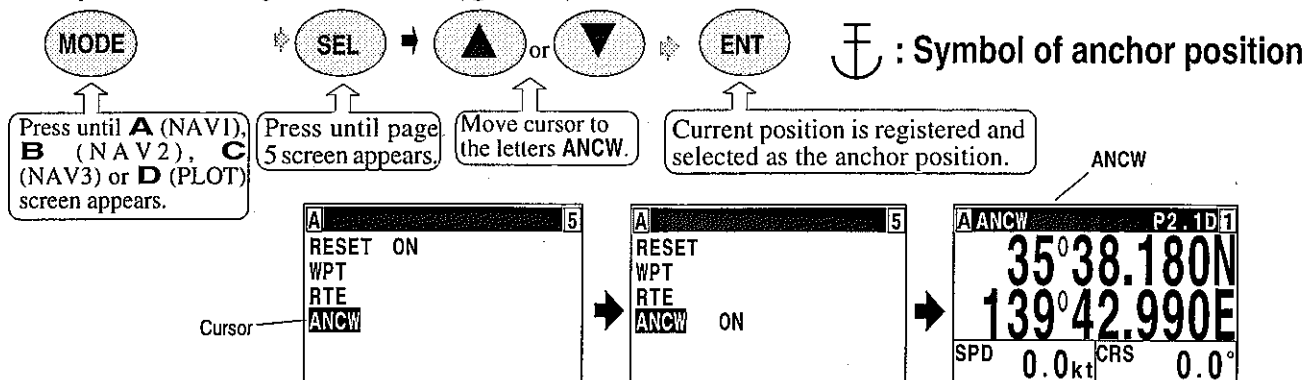 MODE
SEL
or
ENT
: Symbol of anchor position
Press until A (NAV1),
B (NAV2), C
(NAV3) or D (PLOT)
screen appears.
Press until page
5 screen appears.
Move cursor to
the letters ANCW.
Current position is registered and
selected as the anchor position.
ANCW
A 5
RESET ON
WPT
RTE
ANCW
Cursor
A 5
RESET
WPT
RTE
ANCW ON
A ANCW P2.1D 1
35°38.180N
139°42.990E
SPD 0.0kt CRS 0.0°